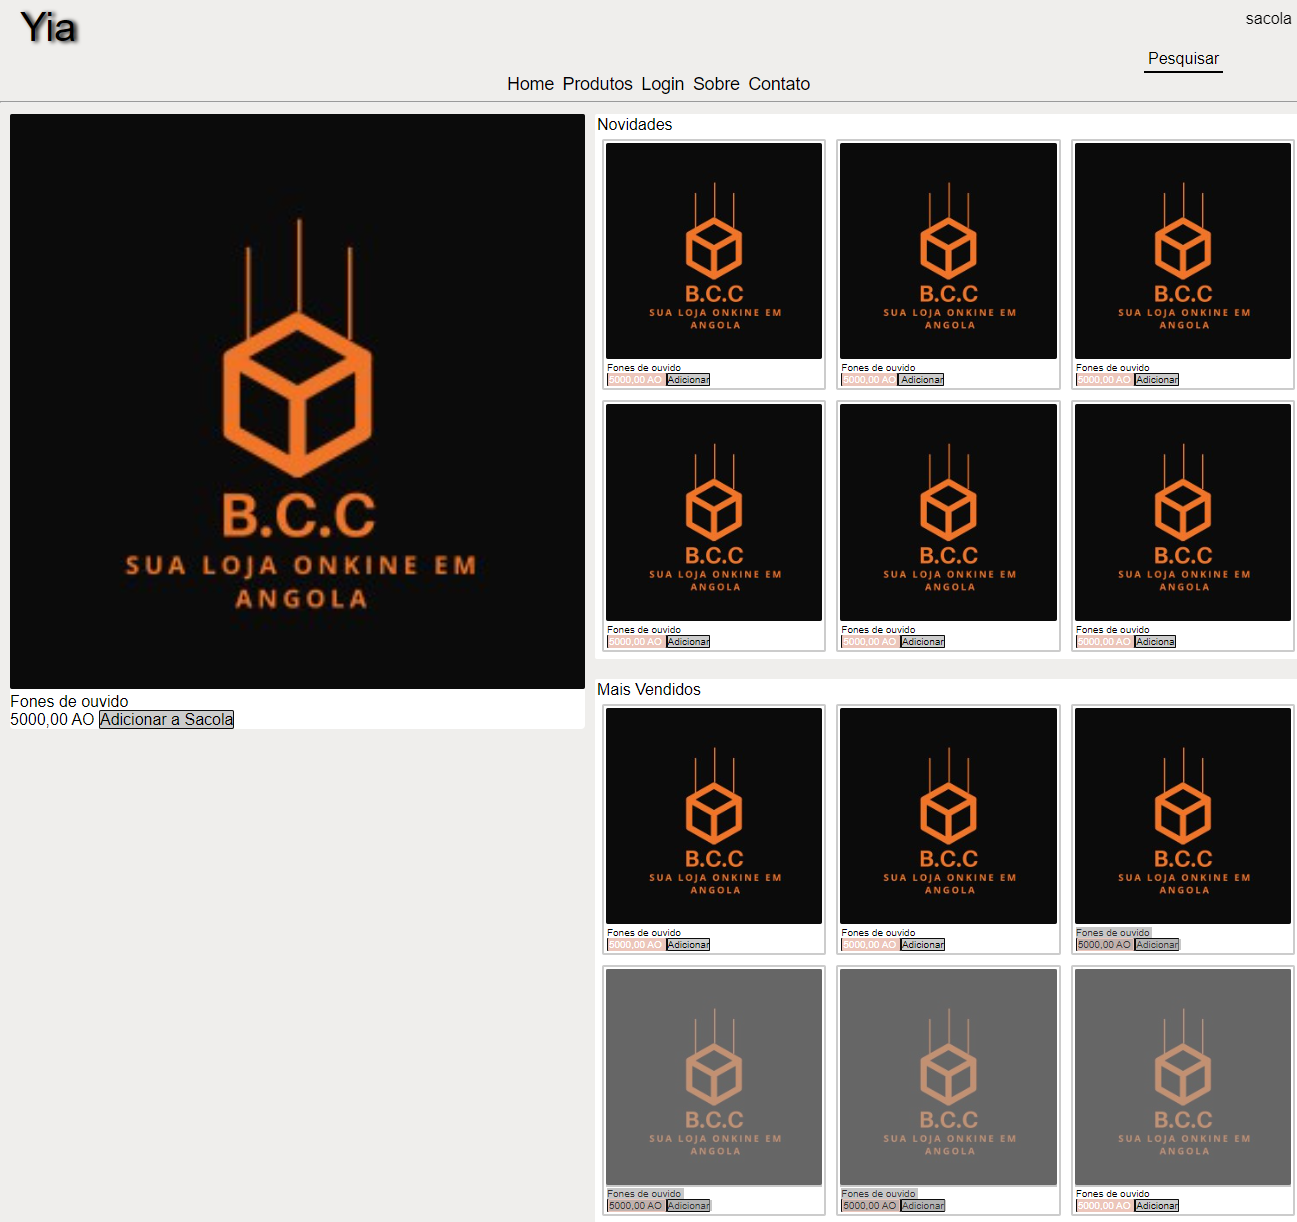 Yia
sacola
Pesquisar
Home Produtos Login Sobre Contato
B.C.C
SUA LOJA ONKINE EM
ANGOLA
Fones de ouvido
5000,00 AO Adicionar a Sacola
Novidades
B.C.C
SUA LOJA ONKINE EM
ANGOLA
Fones de ouvido
5000,00 AO Adicionar
B.C.C
SUA LOJA ONKINE EM
ANGOLA
Fones de ouvido
5000,00 AO Adicionar
B.C.C
SUA LOJA ONKINE EM
ANGOLA
Fones de ouvido
5000,00 AO Adicionar
B.C.C
SUA LOJA ONKINE EM
ANGOLA
Fones de ouvido
5000,00 AO Adicionar
B.C.C
SUA LOJA ONKINE EM
ANGOLA
Fones de ouvido
5000,00 AO Adicionar
B.C.C
SUA LOJA ONKINE EM
ANGOLA
Fones de ouvido
5000,00 AO Adiciona
Mais Vendidos
B.C.C
SUA LOJA ONKINE EM
ANGOLA
Fones de ouvido
5000,00 AO Adicionar
B.C.C
SUA LOJA ONKINE EM
ANGOLA
Fones de ouvido
5000,00 AO Adicionar
B.C.C
SUA LOJA ONKINE EM
ANGOLA
Fones de ouvido
5000,00 AO Adicionar
B.C.C
SUA LOJA ONKINE EM
ANGOLA
Fones de ouvido
5000,00 AO Adicionar
B.C.C
SUA LOJA ONKINE EM
ANGOLA
Fones de ouvido
5000,00 AO Adicionar
B.C.C
SUA LOJA ONKINE EM
ANGOLA
Fones de ouvido
5000,00 AO Adicionar